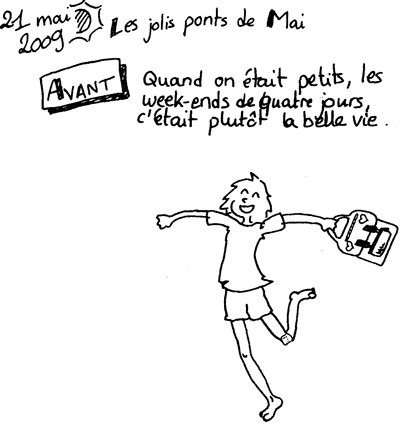 21 mai Les jolis ponts de Mai
2009
AVANT
Quand on était petits, les
week-ends de quatre jours,
c'était plutôt la belle vie.